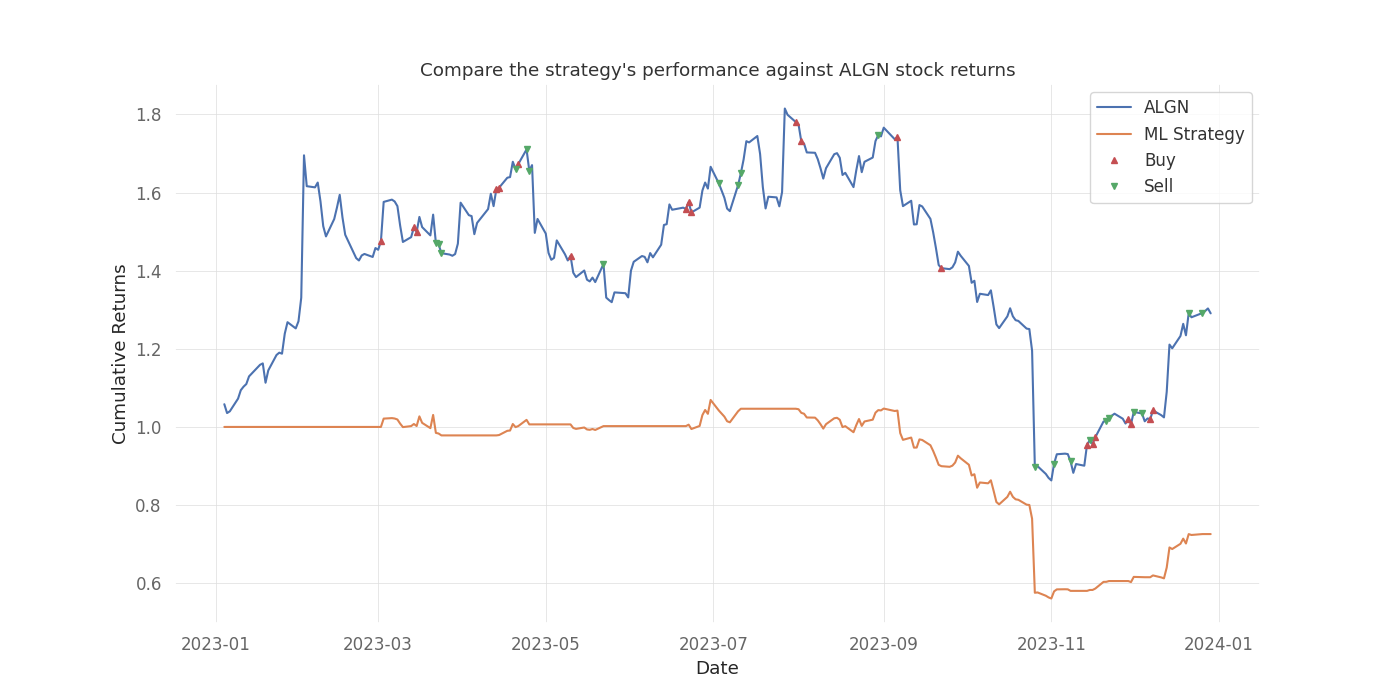 Compare the strategy's performance against ALGN stock returns
ALGN
ML Strategy
Buy
Sell
Cumulative Returns
1.8
1.6
1.4
1.2
1.0
0.8
0.6
2023-01
2023-03
2023-05
2023-07
2023-09
2023-11
2024-01
Date